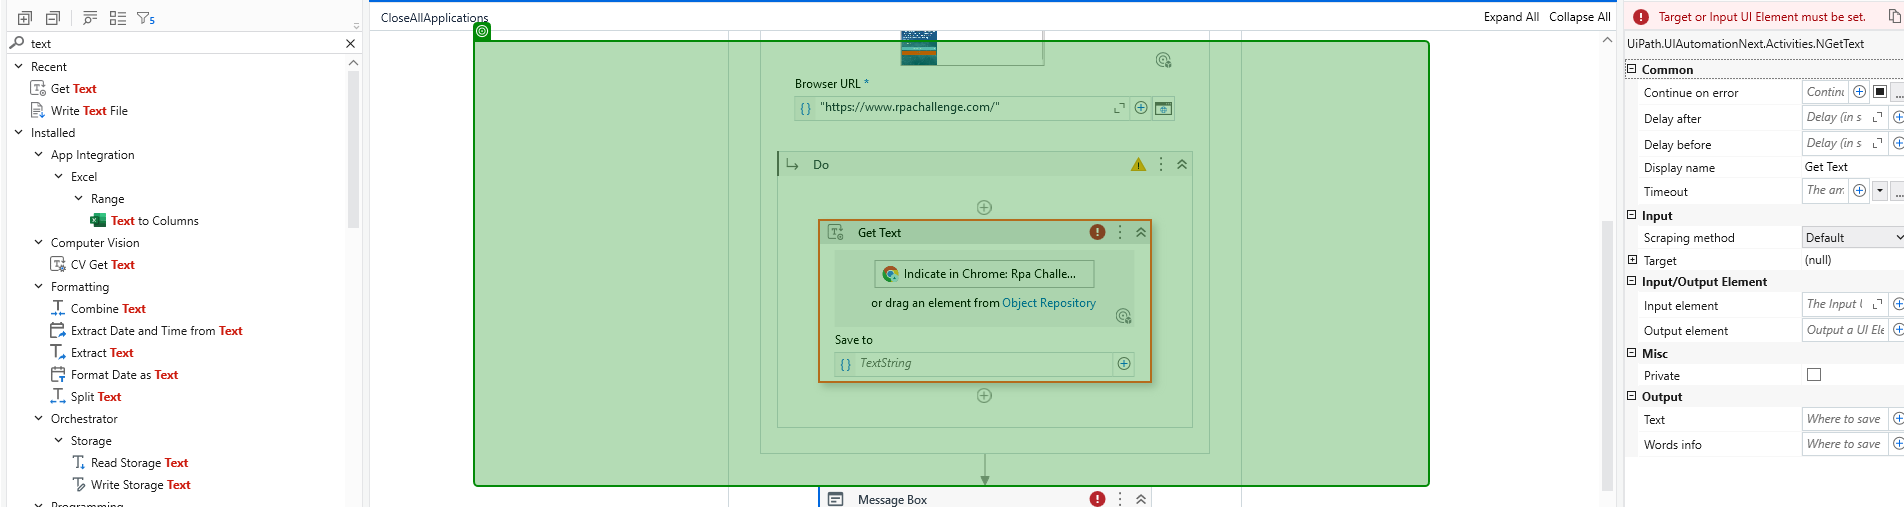 5
text
Recent
Get Text
Write Text File
Installed
App Integration
Excel
Range
Text to Columns
Computer Vision
CV Get Text
Formatting
Combine Text
Extract Date and Time from Text
Extract Text
Format Date as Text
Split Text
Orchestrator
Storage
Read Storage Text
Write Storage Text
Programming
CloseAllApplications
Expand All Collapse All
Browser URL *
"https://www.rpachallenge.com/"
Do
Get Text
Indicate in Chrome: Rpa Challe...
or drag an element from Object Repository
Save to
TextString
Message Box
Target or Input UI Element must be set.
UiPath.UIAutomationNext.Activities.NGetText
Common
Continue on error
Delay after Delay (in s
Delay before Delay (in s
Display name Get Text
Timeout The am ...
Input
Scraping method Default
Target (null)
Input/Output Element
Input element The Input
Output element Output a UI Ele
Misc
Private
Output
Text Where to save
Words info Where to save